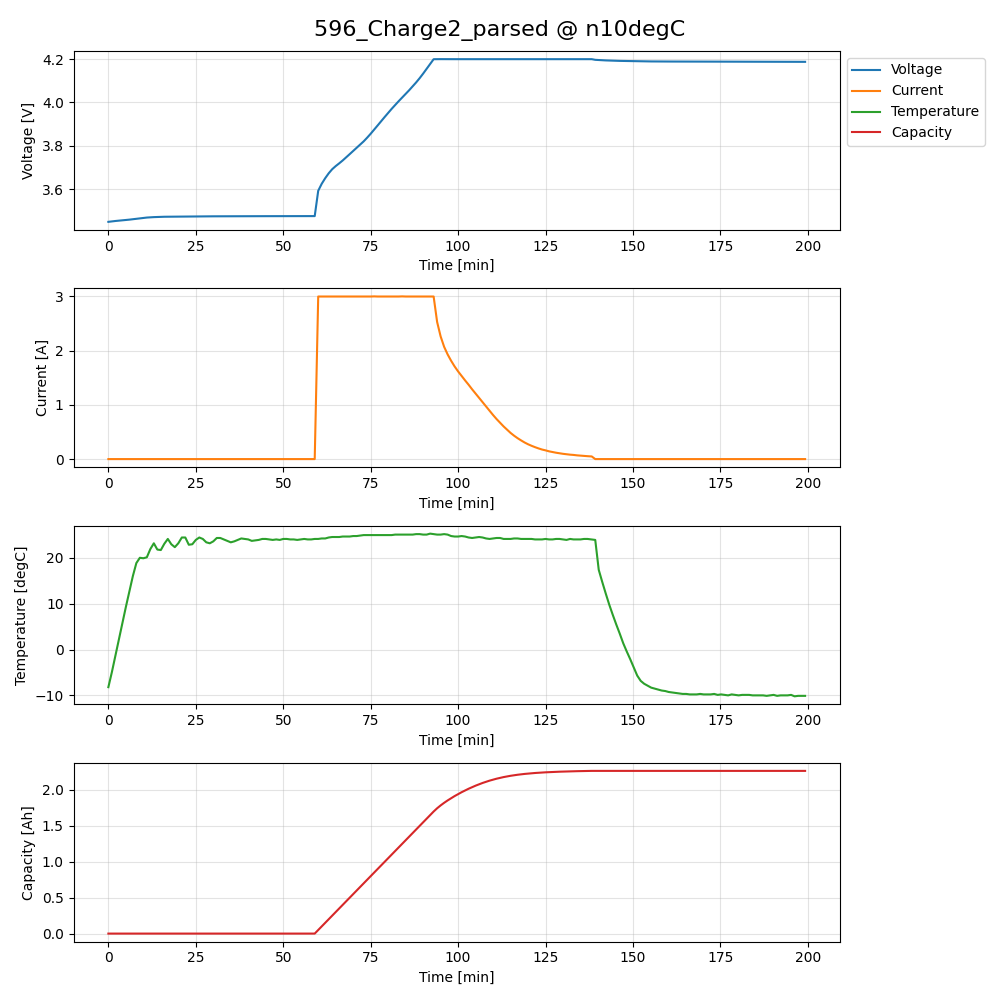 596_Charge2_parsed @ n10degC
Voltage [V]
4.2
4.0
3.8
3.6
0 25 50 75 100 125 150 175 200
Time [min]
Voltage
Current
Temperature
Capacity
Current [A]
3
2
1
0
0 25 50 75 100 125 150 175 200
Time [min]
Temperature [degC]
20
10
0
−10
0 25 50 75 100 125 150 175 200
Time [min]
Capacity [Ah]
2.0
1.5
1.0
0.5
0.0
0 25 50 75 100 125 150 175 200
Time [min]